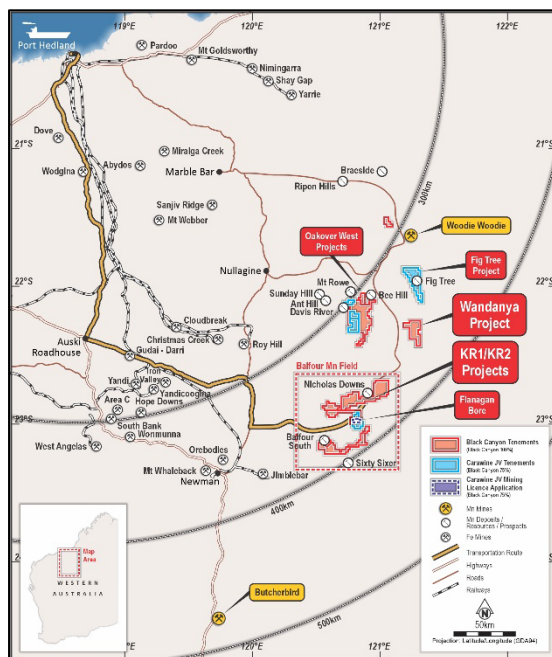 119°E
120°E
121°E
Port Hedland
Pardoo
Mt Goldsworthy
Nimingarra
Shay Gap
Yarrie
21°S
21°S
Dove
Wodgina
Abydos
Miralga Creek
Marble Bar
Braeside
Ripon Hills
300km
Sanjiv Ridge
Mt Webber
Woodie Woodie
Oakover West
Projects
Fig Tree
Project
22°S
22°S
Nullagine
Mt Rowe
Sunday Hill
Ant Hill
Davis River
Bee Hill
Fig Tree
Wandanya
Project
Cloudbreak
Christmas Creek
Roy Hill
Auski
Roadhouse
Gudai - Darri
Balfour Mn Field
KR1/KR2
Projects
Iron
Valley
Yandi
Yandicoogina
Area C
Hope Downs
Nicholas Downs
Flanagan
Bore
23°S
23°S
South Bank
Wonmunna
West Angelas
Balfour
South
Orebodies
Mt Whaleback
Newman
Jimblebar
Sixty Sixer
400km
Black Canyon Tenements
(Black Canyon 100%)
Carawine JV Tenements
(Black Canyon 75%)
Carawine JV Mining
Licence Application
(Black Canyon 75%)
Mn Mines
Mn Deposits /
Resources / Prospects
Fe Mines
Transportation Route
Highways
Roads
Railways
N
50km
Projection: Latitude/Longitude (GDA94)
Map
Area
WESTERN
AUSTRALIA
Butcherbird
500km
119°E
120°E
121°E